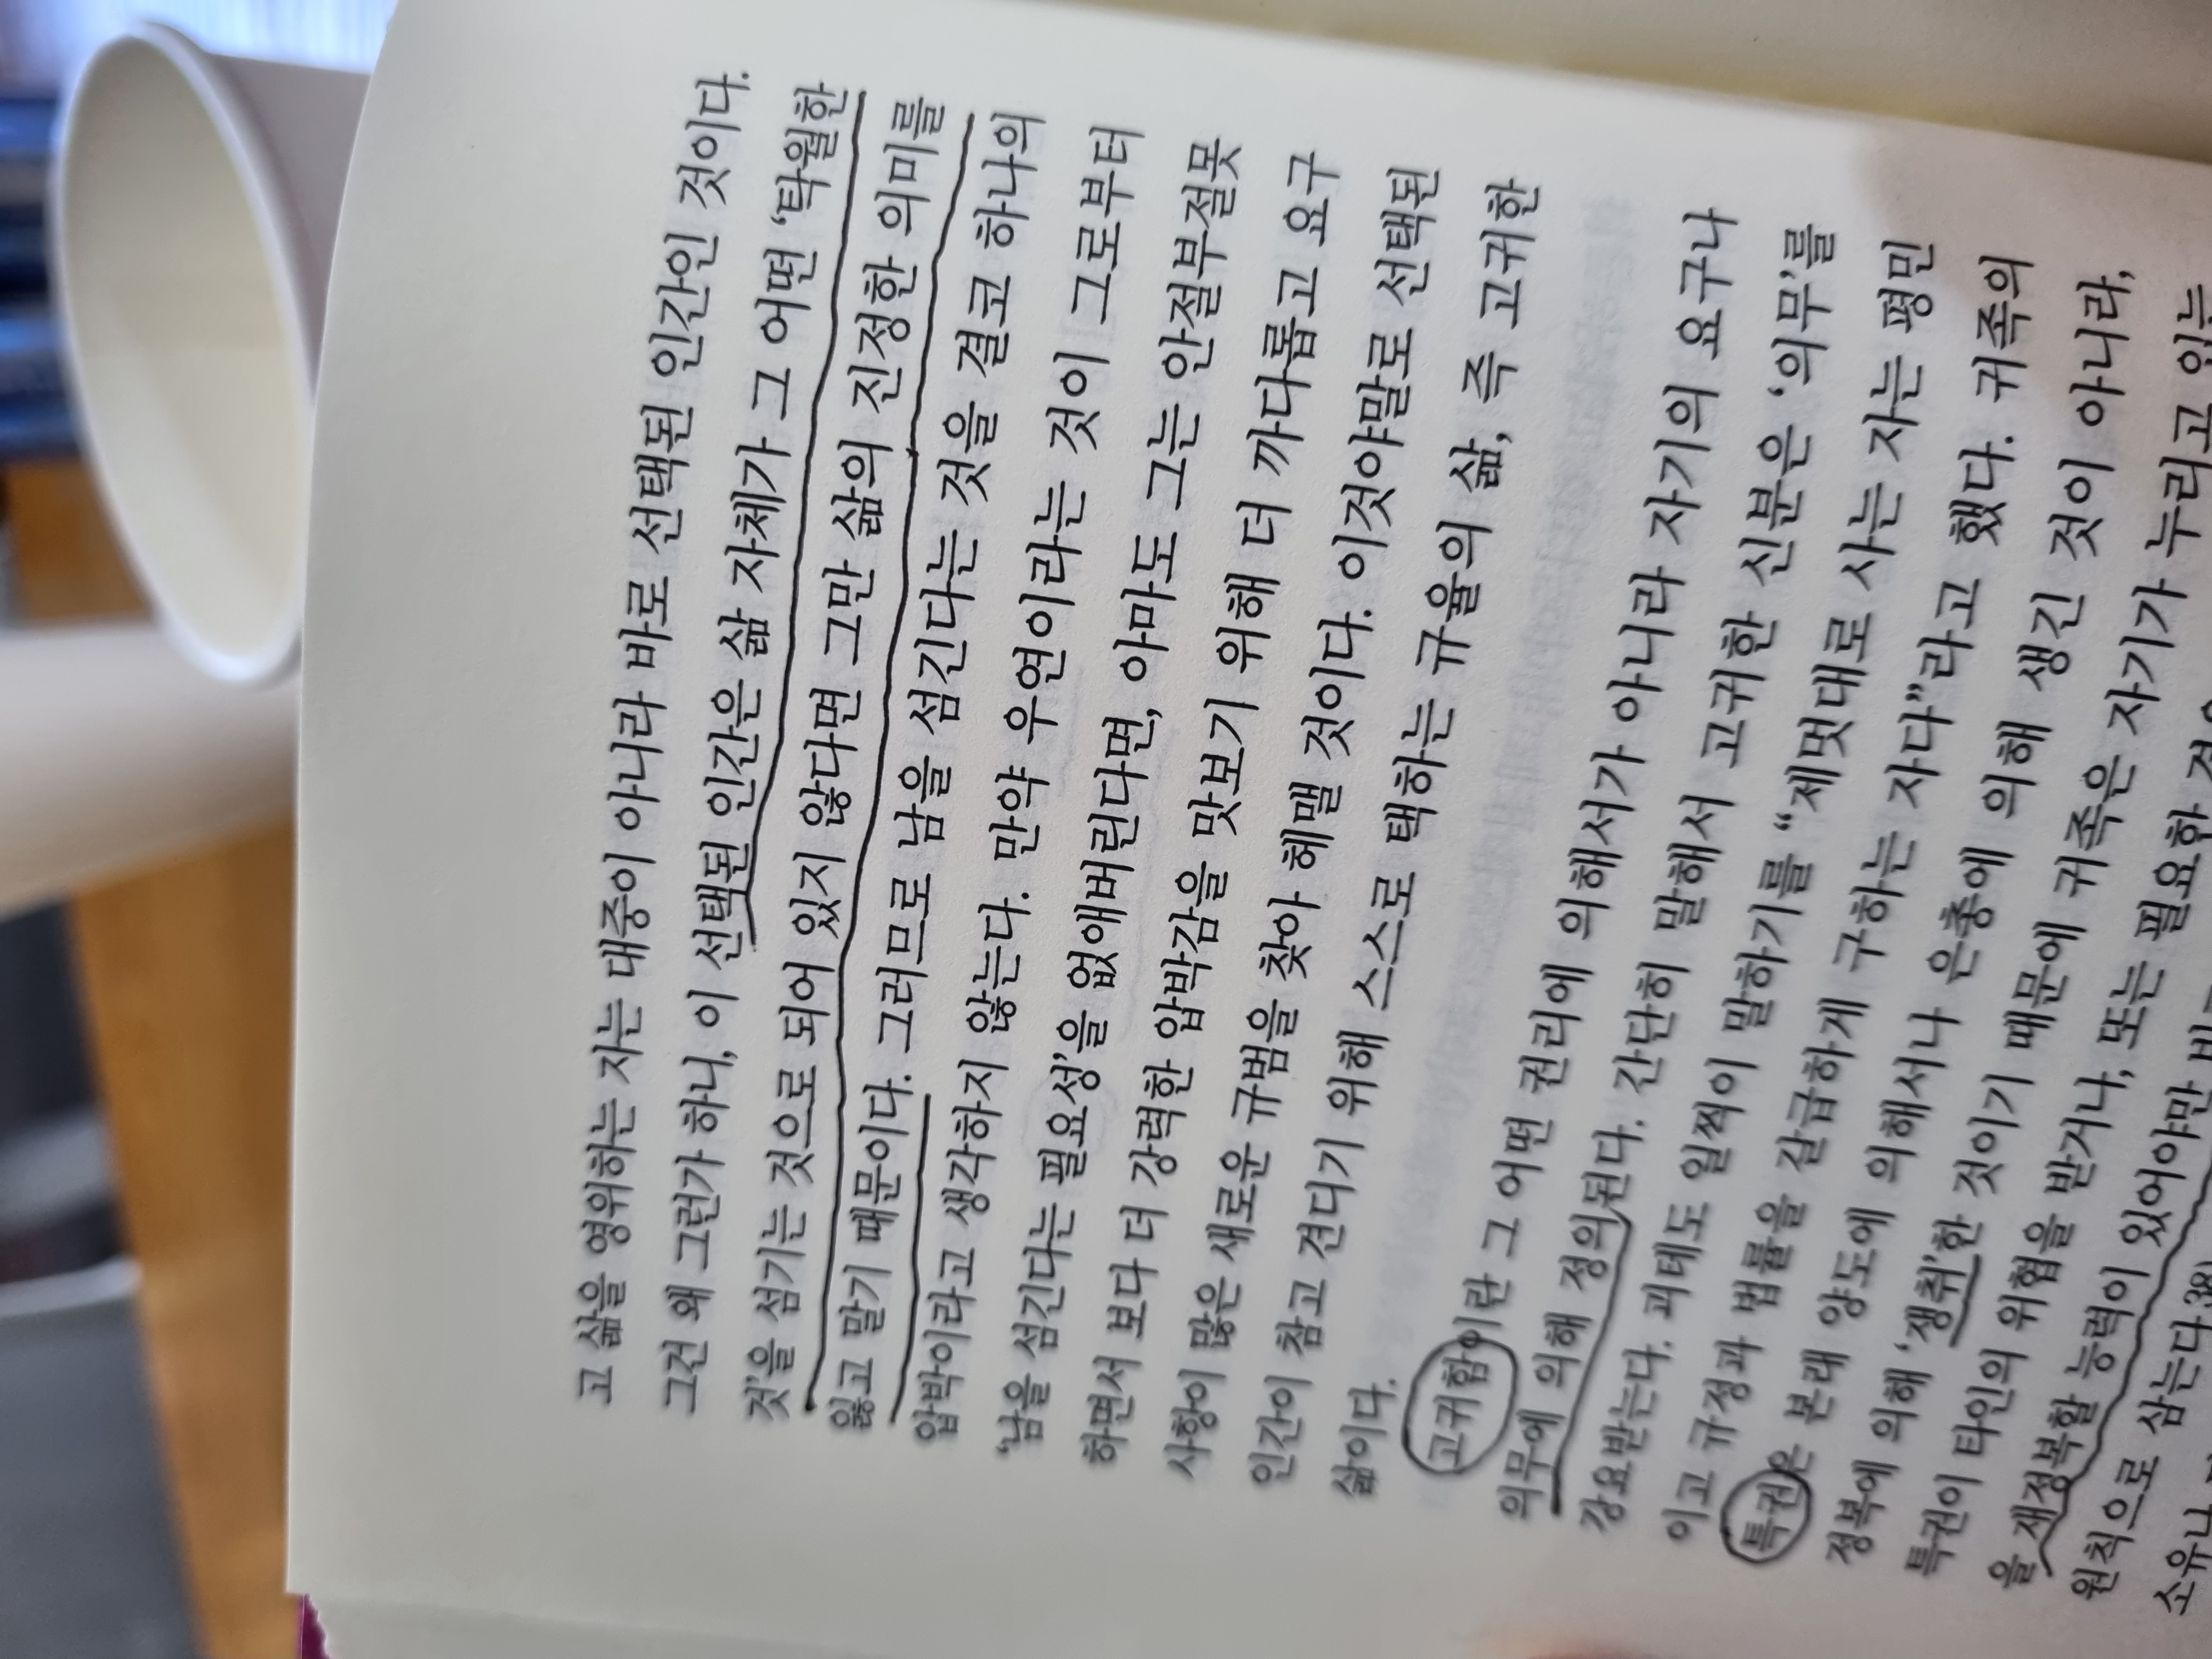 고 삶을 영위하는 자는 대중이 아니라 바로 선택된 인간인 것이다.
그건 왜 그런가 하니, 이 선택된 인간은 삶 자체가 그 어떤 ‘탁월한
것’을 섬기는 것으로 되어 있지 않다면 그만 삶의 진정한 의미를
잃고 말기 때문이다. 그러므로 남을 섬긴다는 것을 결코 하나의
압박이라고 생각하지 않는다. 만약 우연이라는 것이 그로부터
‘남을 섬긴다는 필요성’을 없애버린다면, 아마도 그는 안절부절못
하면서 보다 더 강력한 압박감을 맛보기 위해 더 까다롭고 요구
사항이 많은 새로운 규범을 찾아 헤맬 것이다. 이것야말로 선택된
인간이 참고 견디기 위해 스스로 택하는 규율의 삶, 즉 고귀한
삶이다.
고귀함이란 그 어떤 권리에 의해서가 아니라 자기의 요구나
의무에 의해 정의된다. 간단히 말해서 고귀한 신분은 ‘의무’를
강요받는다. 괴테도 일찍이 말하기를 “제멋대로 사는 자는 평민
이고 규정과 법률을 갈급하게 구하는 자다”라고 했다. 귀족의
특권은 본래 양도에 의해서나 은총에 의해 생긴 것이 아니라,
정복에 의해 ‘쟁취’한 것이기 때문에 귀족은 자기가 누리고 있는
특권이 타인의 위협을 받거나, 또는 필요한
을 재정복할 능력이 있어야만
원칙으로 삼는다.38)
소유나